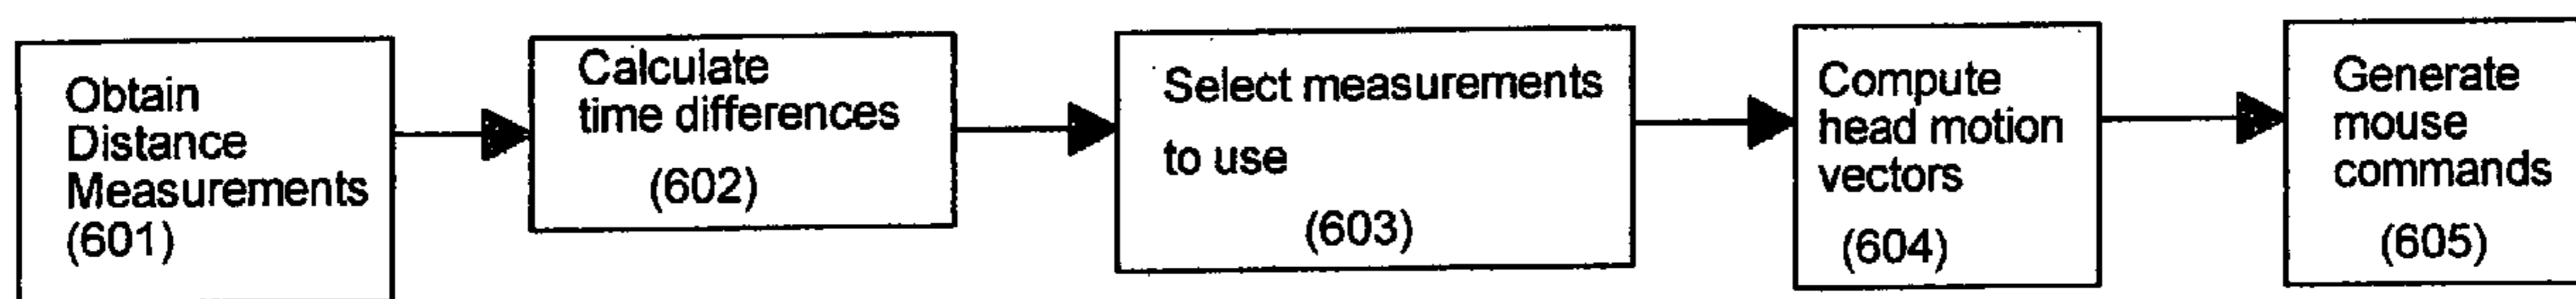 Obtain
Distance
Measurements
(601)
Calculate
time differences
(602)
Select measurements
to use
(603)
Compute
head motion
vectors
(604)
Generate
mouse
commands
(605)